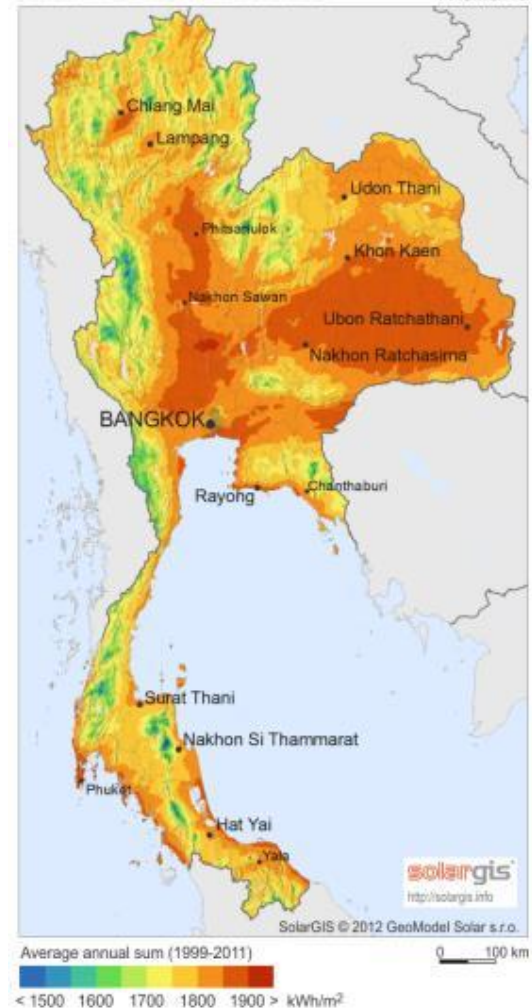 Chiang Mai
Lampang
Udon Thani
Phitsanulok
Khon Kaen
Nakhon Sawan
Ubon Ratchathani
Nakhon Ratchasima
BANGKOK
Rayong
Chanthaburi
Surat Thani
Nakhon Si Thammarat
Phuket
Hat Yai
Yala
solargis
http://solargis.info
SolarGIS © 2012 GeoModel Solar s.r.o.
Average annual sum (1999-2011)
0 100 km
< 1500 1600 1700 1800 1900 > kWh/m²